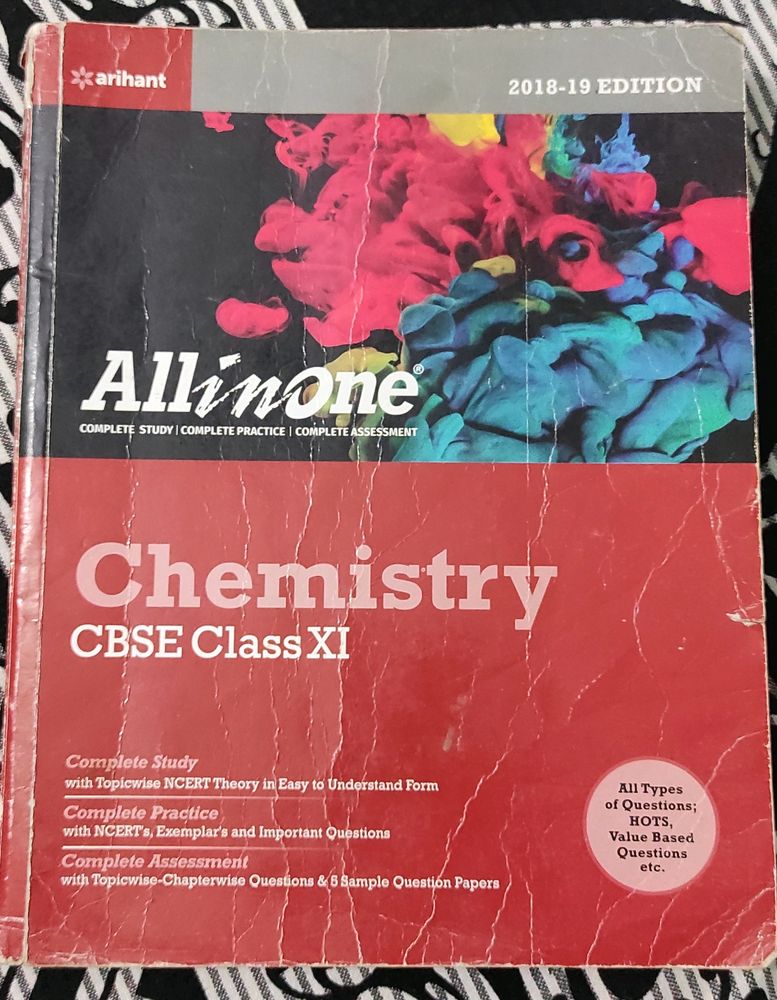 arihant
2018-19 EDITION
All in One®
COMPLETE STUDY | COMPLETE PRACTICE | COMPLETE ASSESSMENT
Chemistry
CBSE Class XI
Complete Study
with Topicwise NCERT Theory in Easy to Understand Form
Complete Practice
with NCERT's, Exemplar's and Important Questions
Complete Assessment
with Topicwise-Chapterwise Questions & 5 Sample Question Papers
All Types
of Questions;
HOTS,
Value Based
Questions
etc.